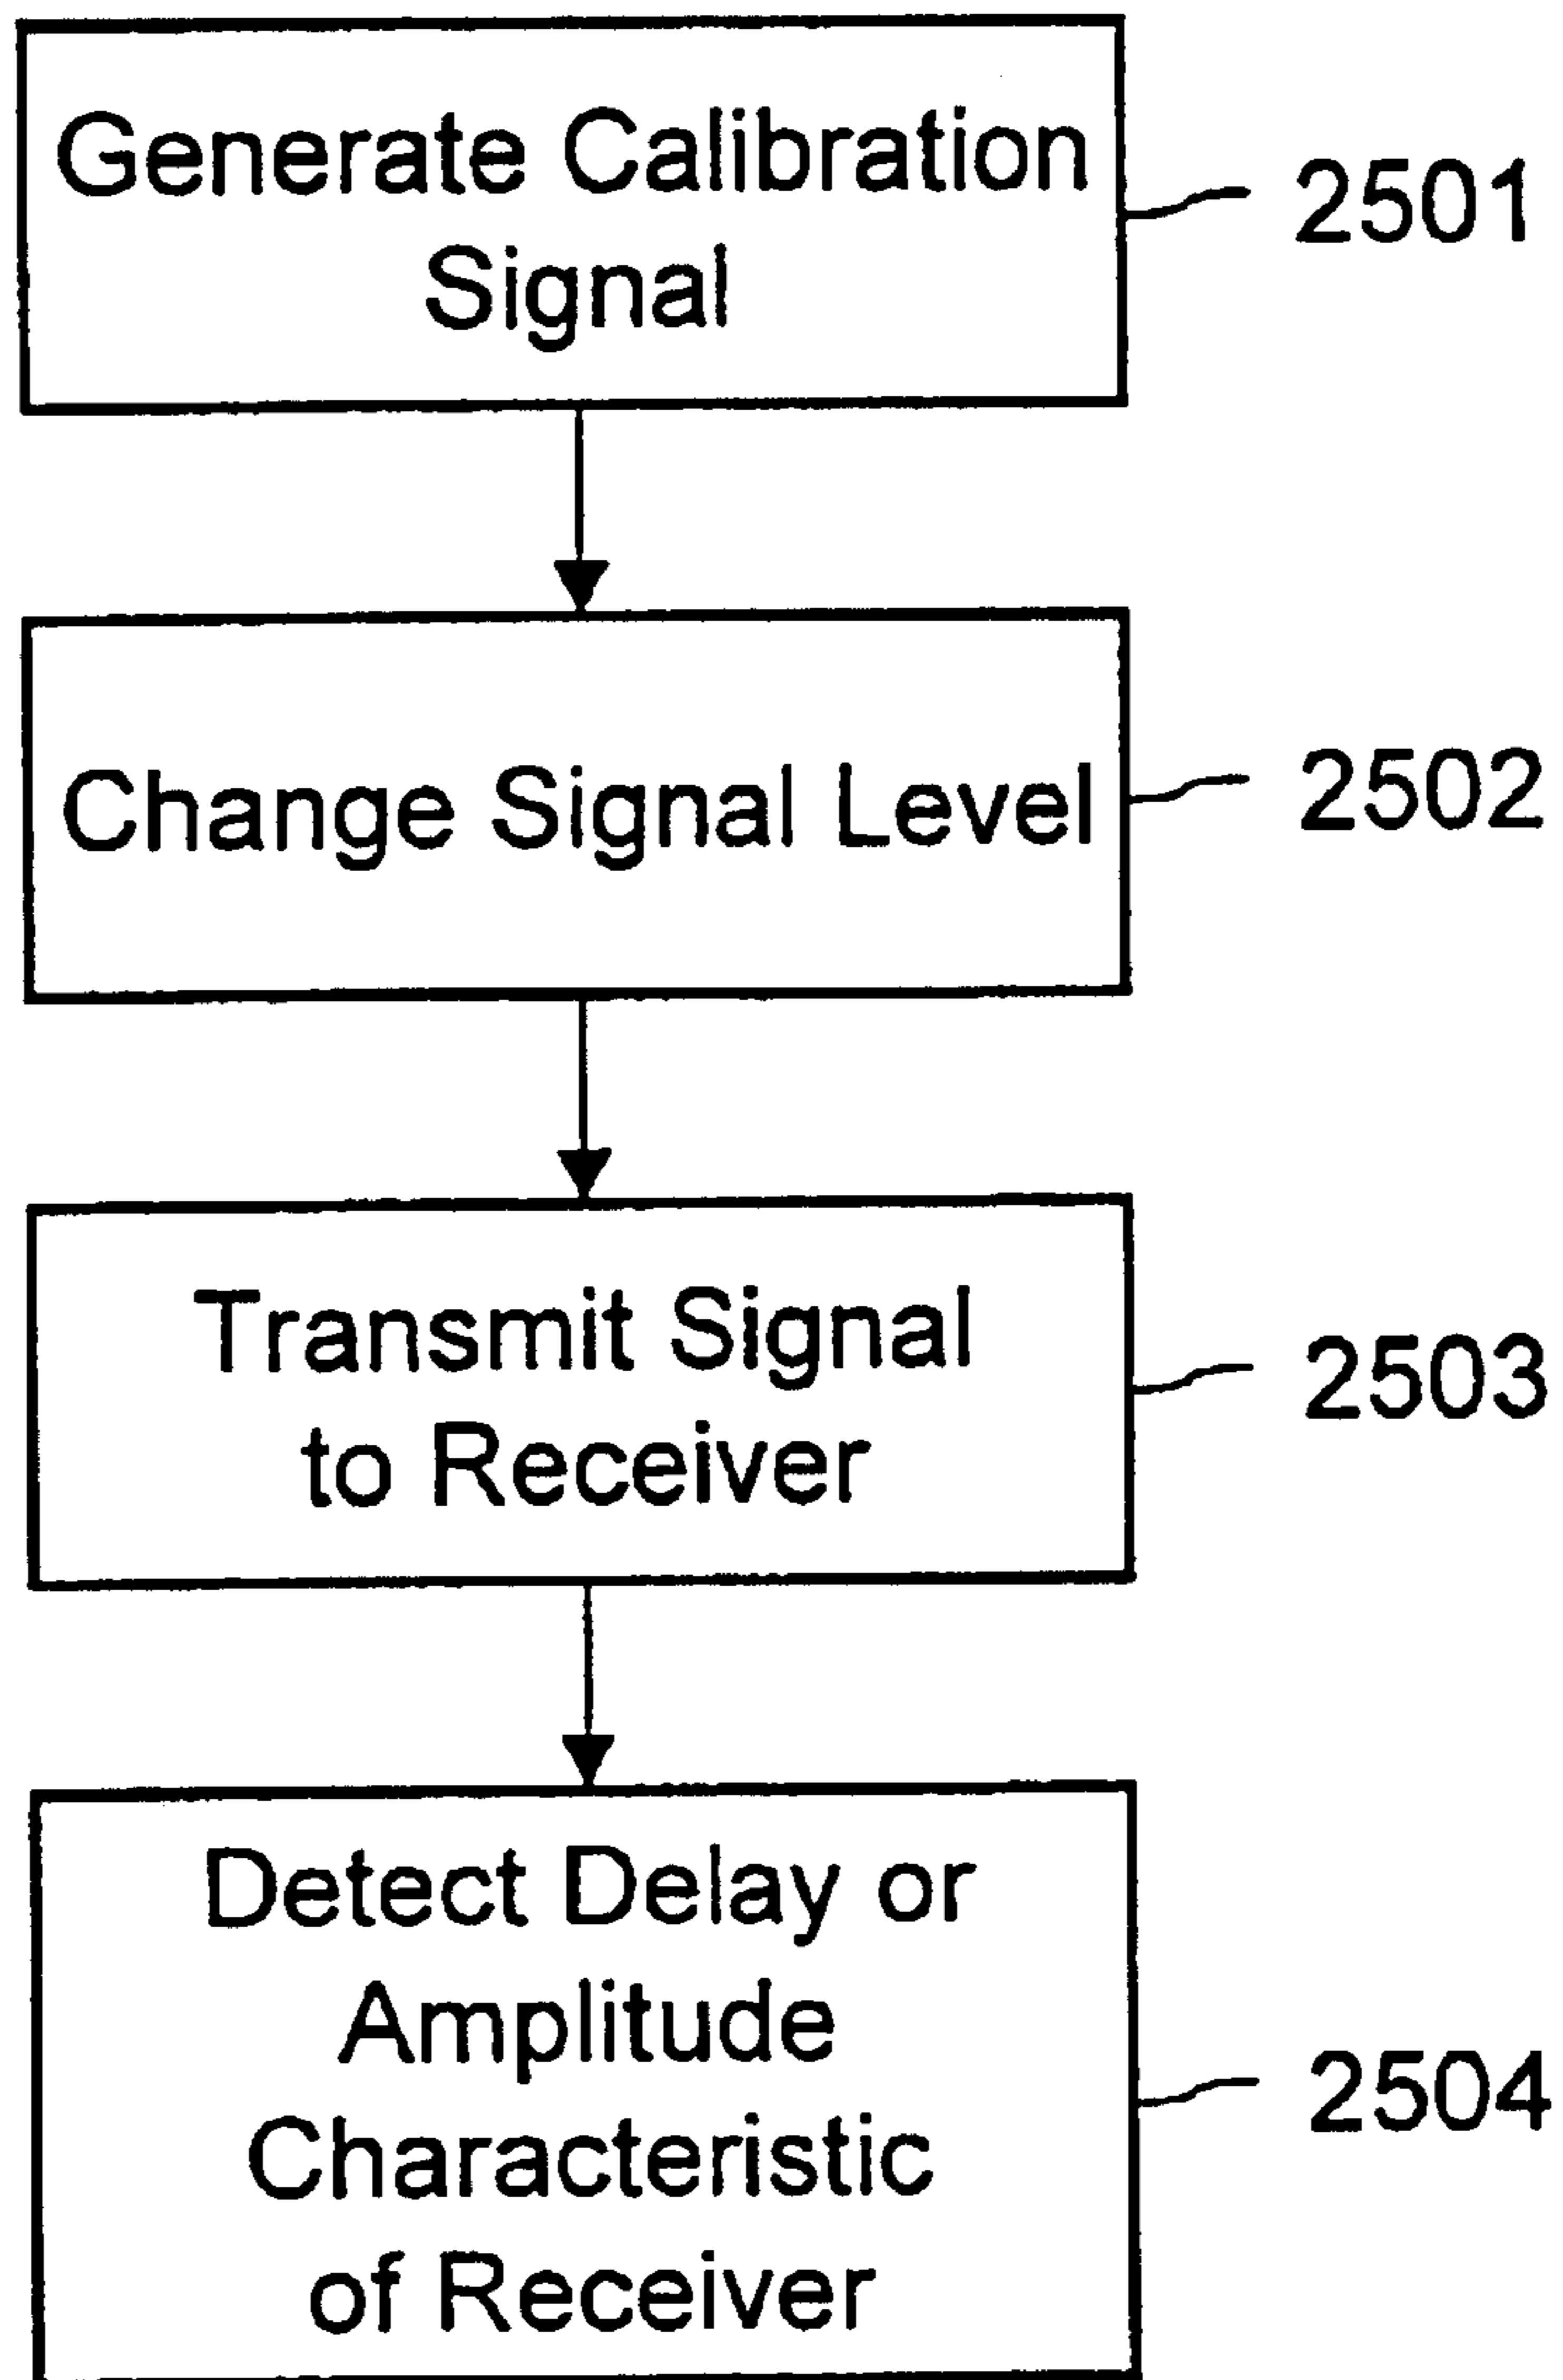 Generate Calibration
Signal
2501
Change Signal Level
2502
Transmit Signal
to Receiver
2503
Detect Delay or
Amplitude
Characteristic
of Receiver
2504